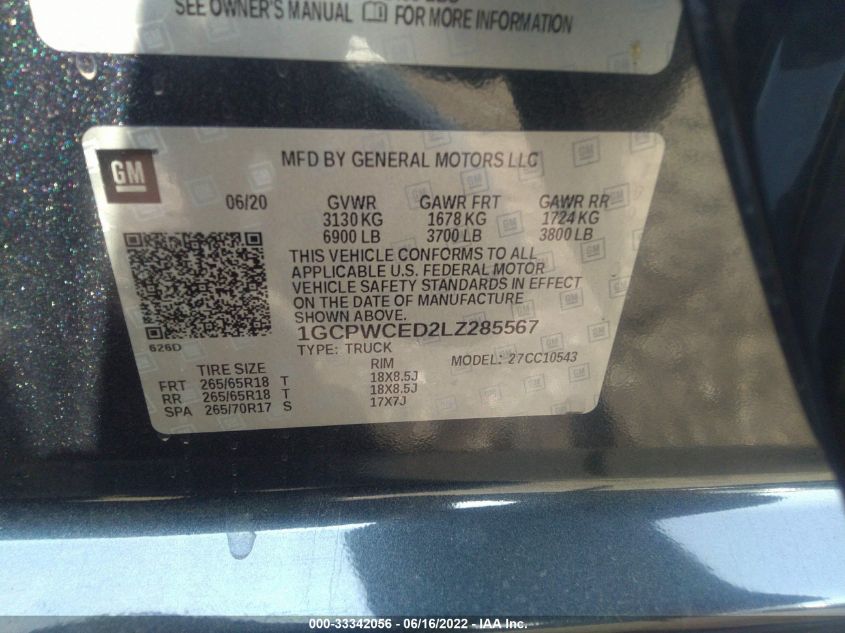 SEE OWNER'S MANUAL FOR MORE INFORMATION
GM
MFD BY GENERAL MOTORS LLC
06/20 GVWR GAWR FRT GAWR RR
3130 KG 1678 KG 1724 KG
6900 LB 3700 LB 3800 LB
THIS VEHICLE CONFORMS TO ALL
APPLICABLE U.S. FEDERAL MOTOR
VEHICLE SAFETY STANDARDS IN EFFECT
ON THE DATE OF MANUFACTURE
SHOWN ABOVE.
626D
1GCPWCED2LZ285567
TYPE: TRUCK MODEL: 27CC10543
TIRE SIZE RIM
FRT 265/65R18 T 18X8.5J
RR 265/65R18 T 18X8.5J
SPA 265/70R17 S 17X7J
000-33342056 - 06/16/2022 - IAA Inc.